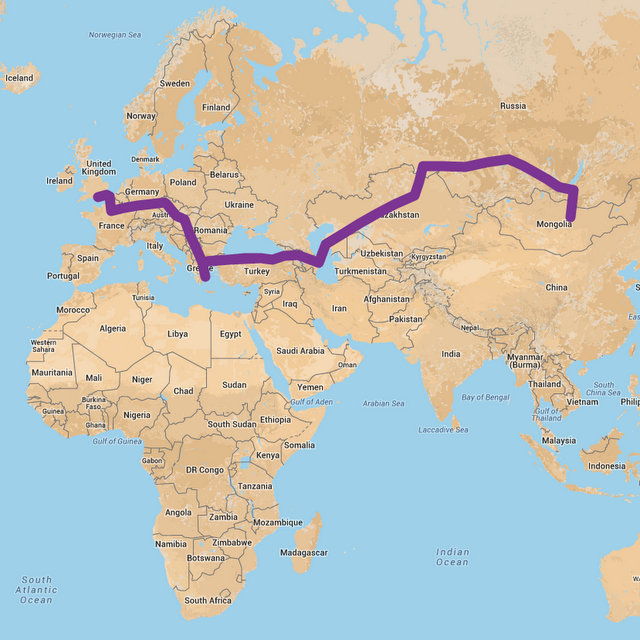 Norwegian Sea
Iceland
Sweden
Finland
Norway
Russia
United
Kingdom
Denmark
Ireland
Germany
Poland
Belarus
Ukraine
France
Austr
Romania
Italy
Spain
Portugal
Gre
e
Turkey
zakhstan
Mongolia
Uzbekistan
Kyrgyzstan
Turkmenistan
China
Syria
Iraq
Iran
Afghanistan
Pakistan
Tunisia
Morocco
Algeria
Libya
Egypt
Western
Sahara
Saudi Arabia
Oman
Nepal
India
Myanmar
(Burma)
Mauritania
Mali
Niger
Chad
Sudan
Yemen
Gulf of Aden
Arabian Sea
Bay of Bengal
Thailand
Vietnam
South
China Sea
Philip
Eas
Burkina
Faso
Guinea
Ghana
Nigeria
South Sudan
Ethiopia
Somalia
Gulf of Guinea
Laccadive Sea
Gulf of
Thailand
Malaysia
Indonesia
Gabon
DR Congo
Kenya
Tanzania
Angola
Zambia
Mozambique
Namibia
Zimbabwe
Botswana
Madagascar
South Africa
Indian
Ocean
South
Atlantic
Ocean